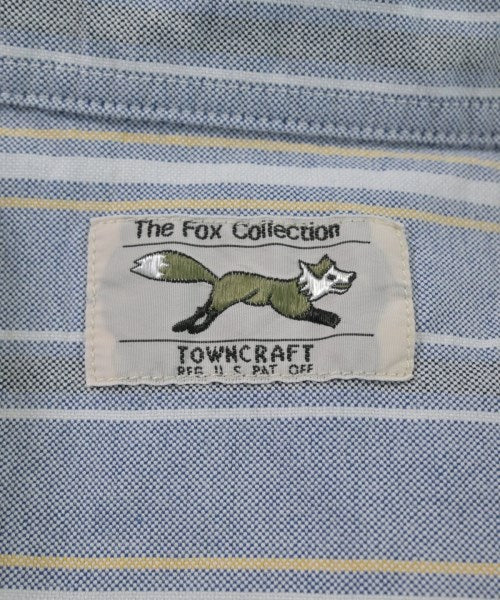 The Fox Collection
TOWNCRAFT
REG. U.S. PAT. OFF